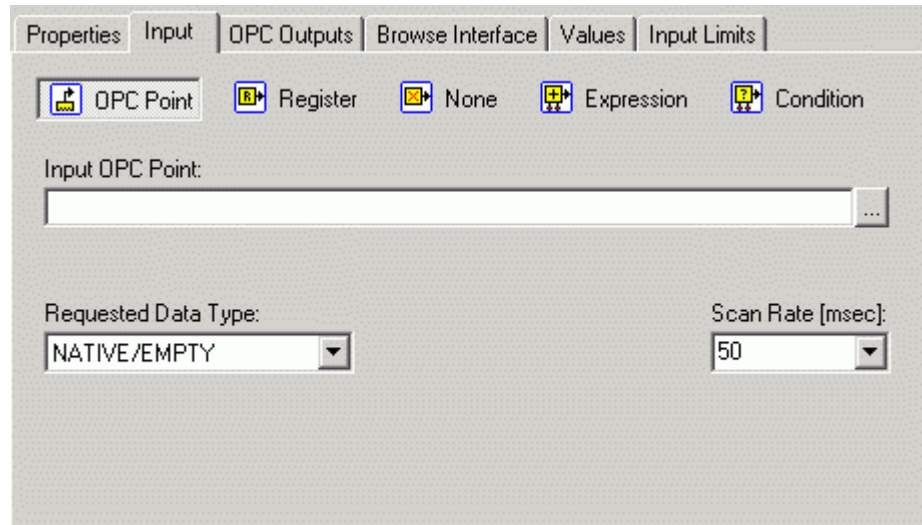 Properties Input OPC Outputs Browse Interface Values Input Limits
OPC Point Register None Expression Condition
Input OPC Point:
...
Requested Data Type: Scan Rate [msec]:
NATIVE/EMPTY 50